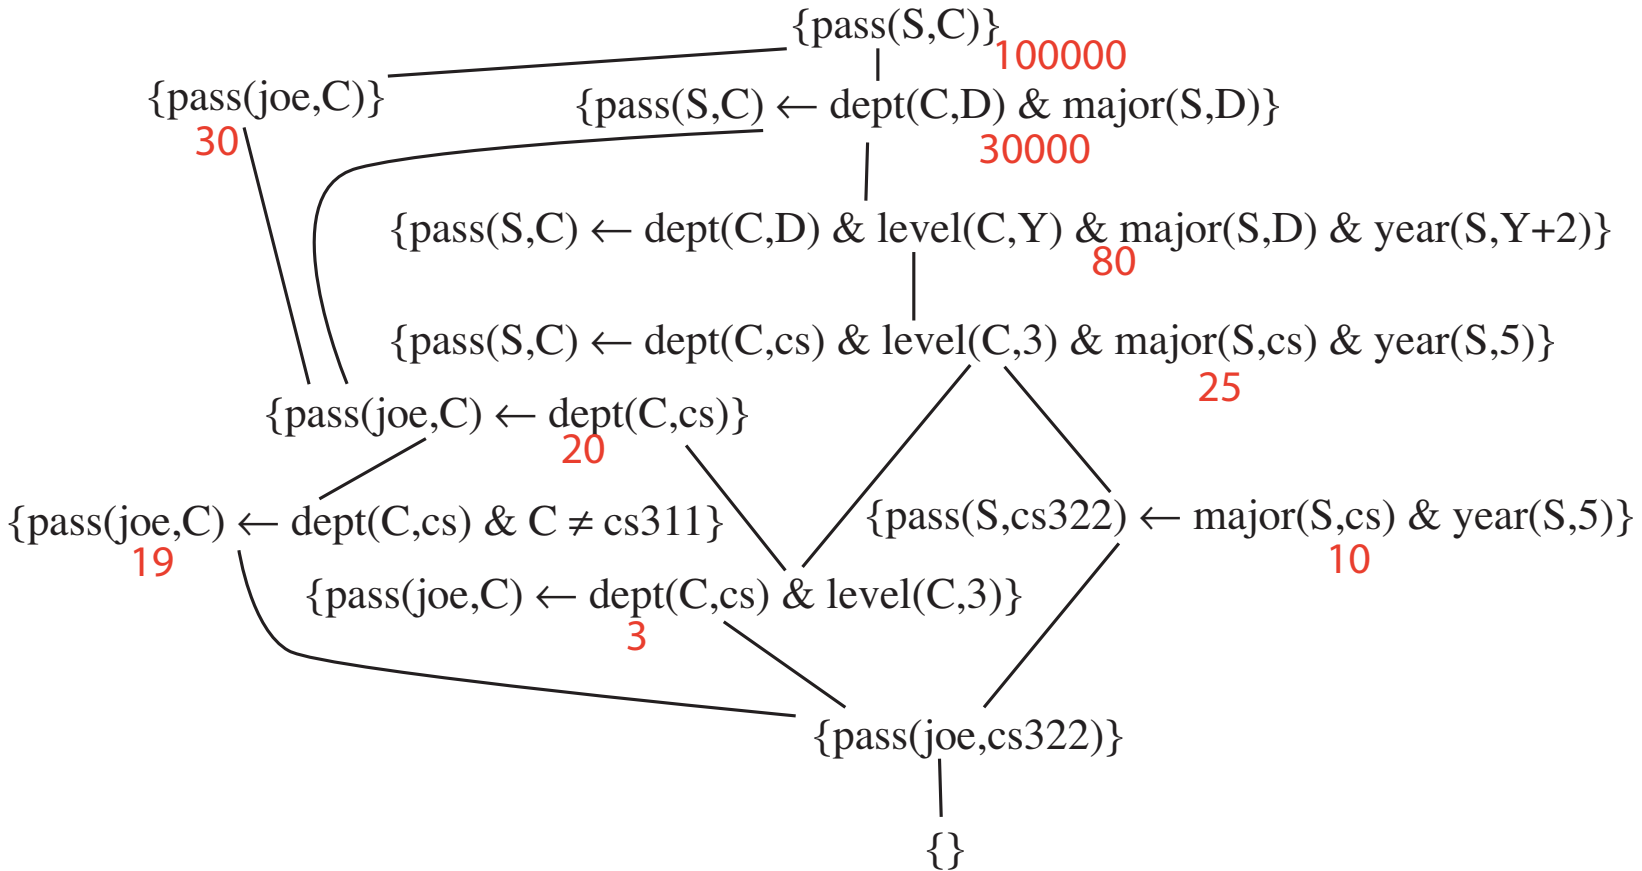 {pass(S,C)}
100000
{pass(joe,C)}
30
{pass(S,C) ← dept(C,D) & major(S,D)}
30000
{pass(S,C) ← dept(C,D) & level(C,Y) & major(S,D) & year(S,Y+2)}
80
{pass(S,C) ← dept(C,cs) & level(C,3) & major(S,cs) & year(S,5)}
25
{pass(joe,C) ← dept(C,cs)}
20
{pass(joe,C) ← dept(C,cs) & C ≠ cs311}
19
{pass(S,cs322) ← major(S,cs) & year(S,5)}
10
{pass(joe,C) ← dept(C,cs) & level(C,3)}
3
{pass(joe,cs322)}
{}